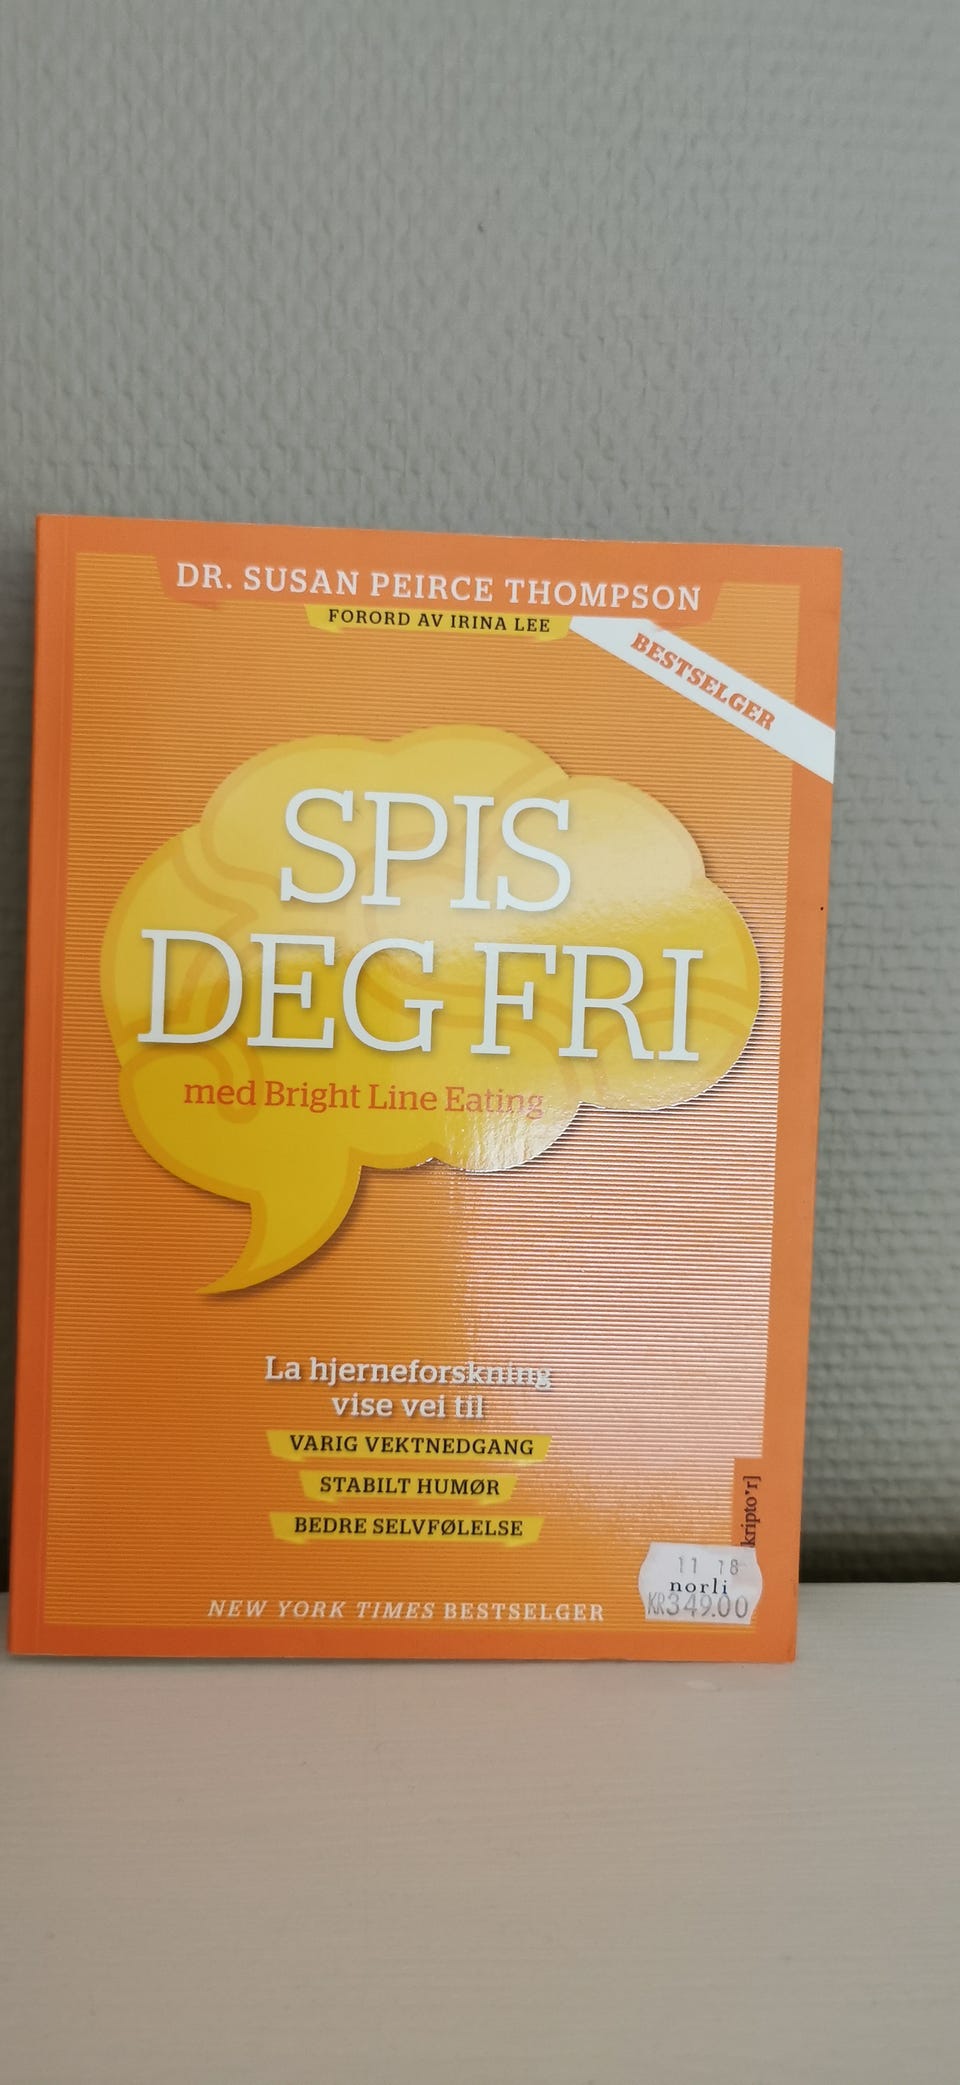 DR. SUSAN PEIRCE THOMPSON
FORORD AV IRINA LEE
BESTSELGER
SPIS
DEG FRI
med Bright Line Eating
La hjerneforskning
vise vei til
VARIG VEKTNEDGANG
STABILT HUMØR
BEDRE SELVFØLELSE
kripto'r]
11 18
norli
KR349.00
NEW YORK TIMES BESTSELGER